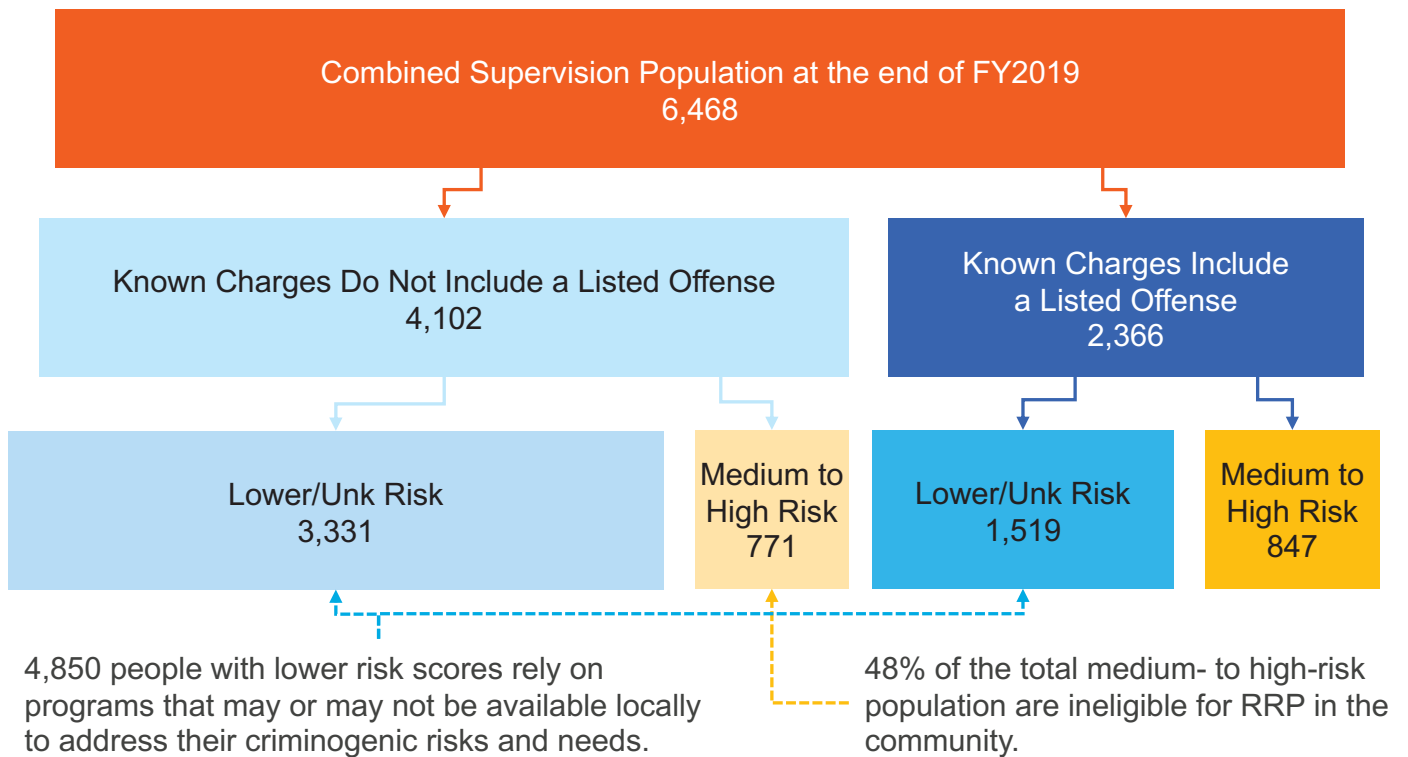 Combined Supervision Population at the end of FY2019
6,468
Known Charges Do Not Include a Listed Offense
4,102
Known Charges Include
a Listed Offense
2,366
Lower/Unk Risk
3,331
Medium to
High Risk
771
Lower/Unk Risk
1,519
Medium to
High Risk
847
4,850 people with lower risk scores rely on
programs that may or may not be available locally
to address their criminogenic risks and needs.
48% of the total medium- to high-risk
population are ineligible for RRP in the
community.